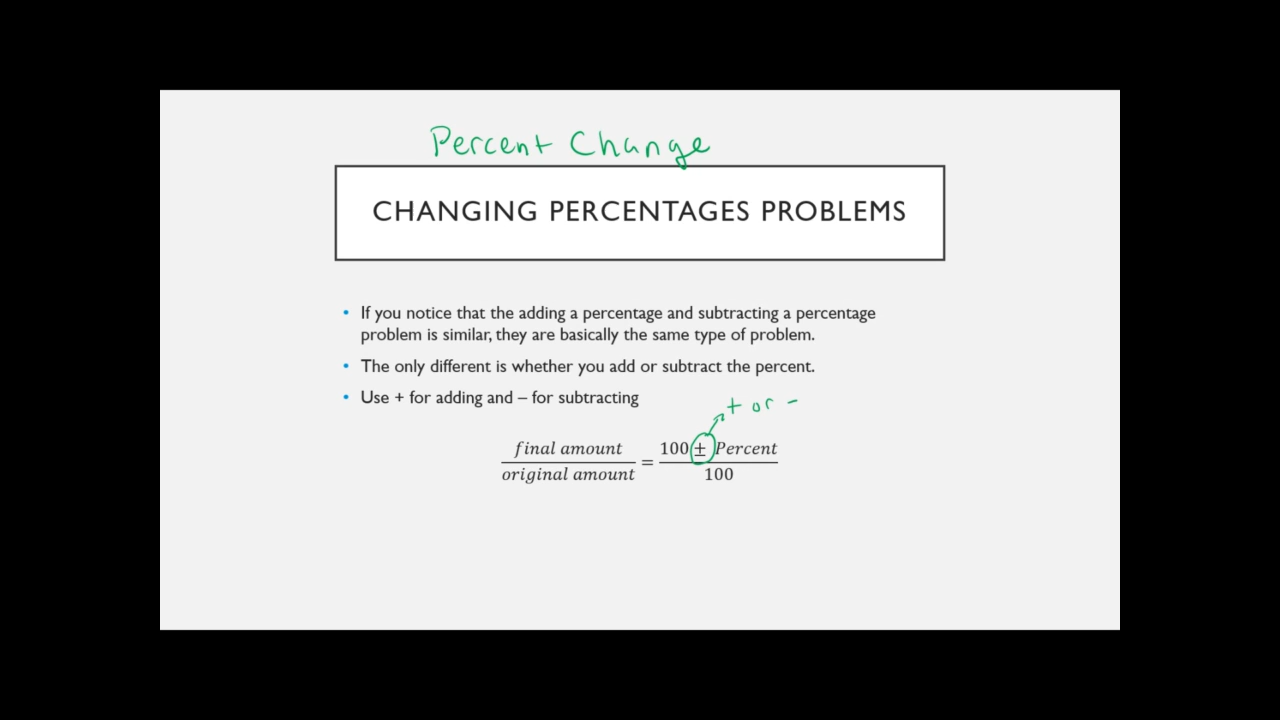 Percent Change
CHANGING PERCENTAGES PROBLEMS
• If you notice that the adding a percentage and subtracting a percentage
problem is similar, they are basically the same type of problem.
• The only different is whether you add or subtract the percent.
• Use + for adding and – for subtracting
+ or -
final amount / original amount = 100 ± Percent / 100